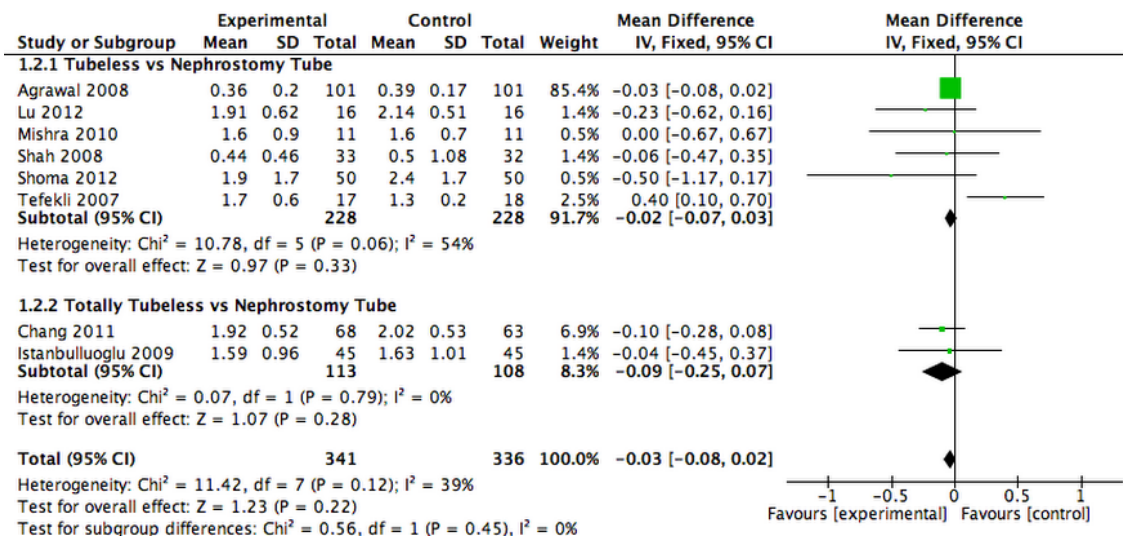 Experimental Control Mean Difference Mean Difference
Study or Subgroup Mean SD Total Mean SD Total Weight IV, Fixed, 95% CI IV, Fixed, 95% CI
1.2.1 Tubeless vs Nephrostomy Tube
Agrawal 2008 0.36 0.2 101 0.39 0.17 101 85.4% -0.03 [-0.08, 0.02]
Lu 2012 1.91 0.62 16 2.14 0.51 16 1.4% -0.23 [-0.62, 0.16]
Mishra 2010 1.6 0.9 11 1.6 0.7 11 0.5% 0.00 [-0.67, 0.67]
Shah 2008 0.44 0.46 33 0.5 1.08 32 1.4% -0.06 [-0.47, 0.35]
Shoma 2012 1.9 1.7 50 2.4 1.7 50 0.5% -0.50 [-1.17, 0.17]
Tefekli 2007 1.7 0.6 17 1.3 0.2 18 2.5% 0.40 [0.10, 0.70]
Subtotal (95% CI) 228 228 91.7% -0.02 [-0.07, 0.03]
Heterogeneity: Chi² = 10.78, df = 5 (P = 0.06); I² = 54%
Test for overall effect: Z = 0.97 (P = 0.33)
1.2.2 Totally Tubeless vs Nephrostomy Tube
Chang 2011 1.92 0.52 68 2.02 0.53 63 6.9% -0.10 [-0.28, 0.08]
Istanbulluoglu 2009 1.59 0.96 45 1.63 1.01 45 1.4% -0.04 [-0.45, 0.37]
Subtotal (95% CI) 113 108 8.3% -0.09 [-0.25, 0.07]
Heterogeneity: Chi² = 0.07, df = 1 (P = 0.79); I² = 0%
Test for overall effect: Z = 1.07 (P = 0.28)
Total (95% CI) 341 336 100.0% -0.03 [-0.08, 0.02]
Heterogeneity: Chi² = 11.42, df = 7 (P = 0.12); I² = 39%
Test for overall effect: Z = 1.23 (P = 0.22)
Test for subgroup differences: Chi² = 0.56, df = 1 (P = 0.45), I² = 0%
-1 -0.5 0 0.5 1
Favours [experimental] Favours [control]